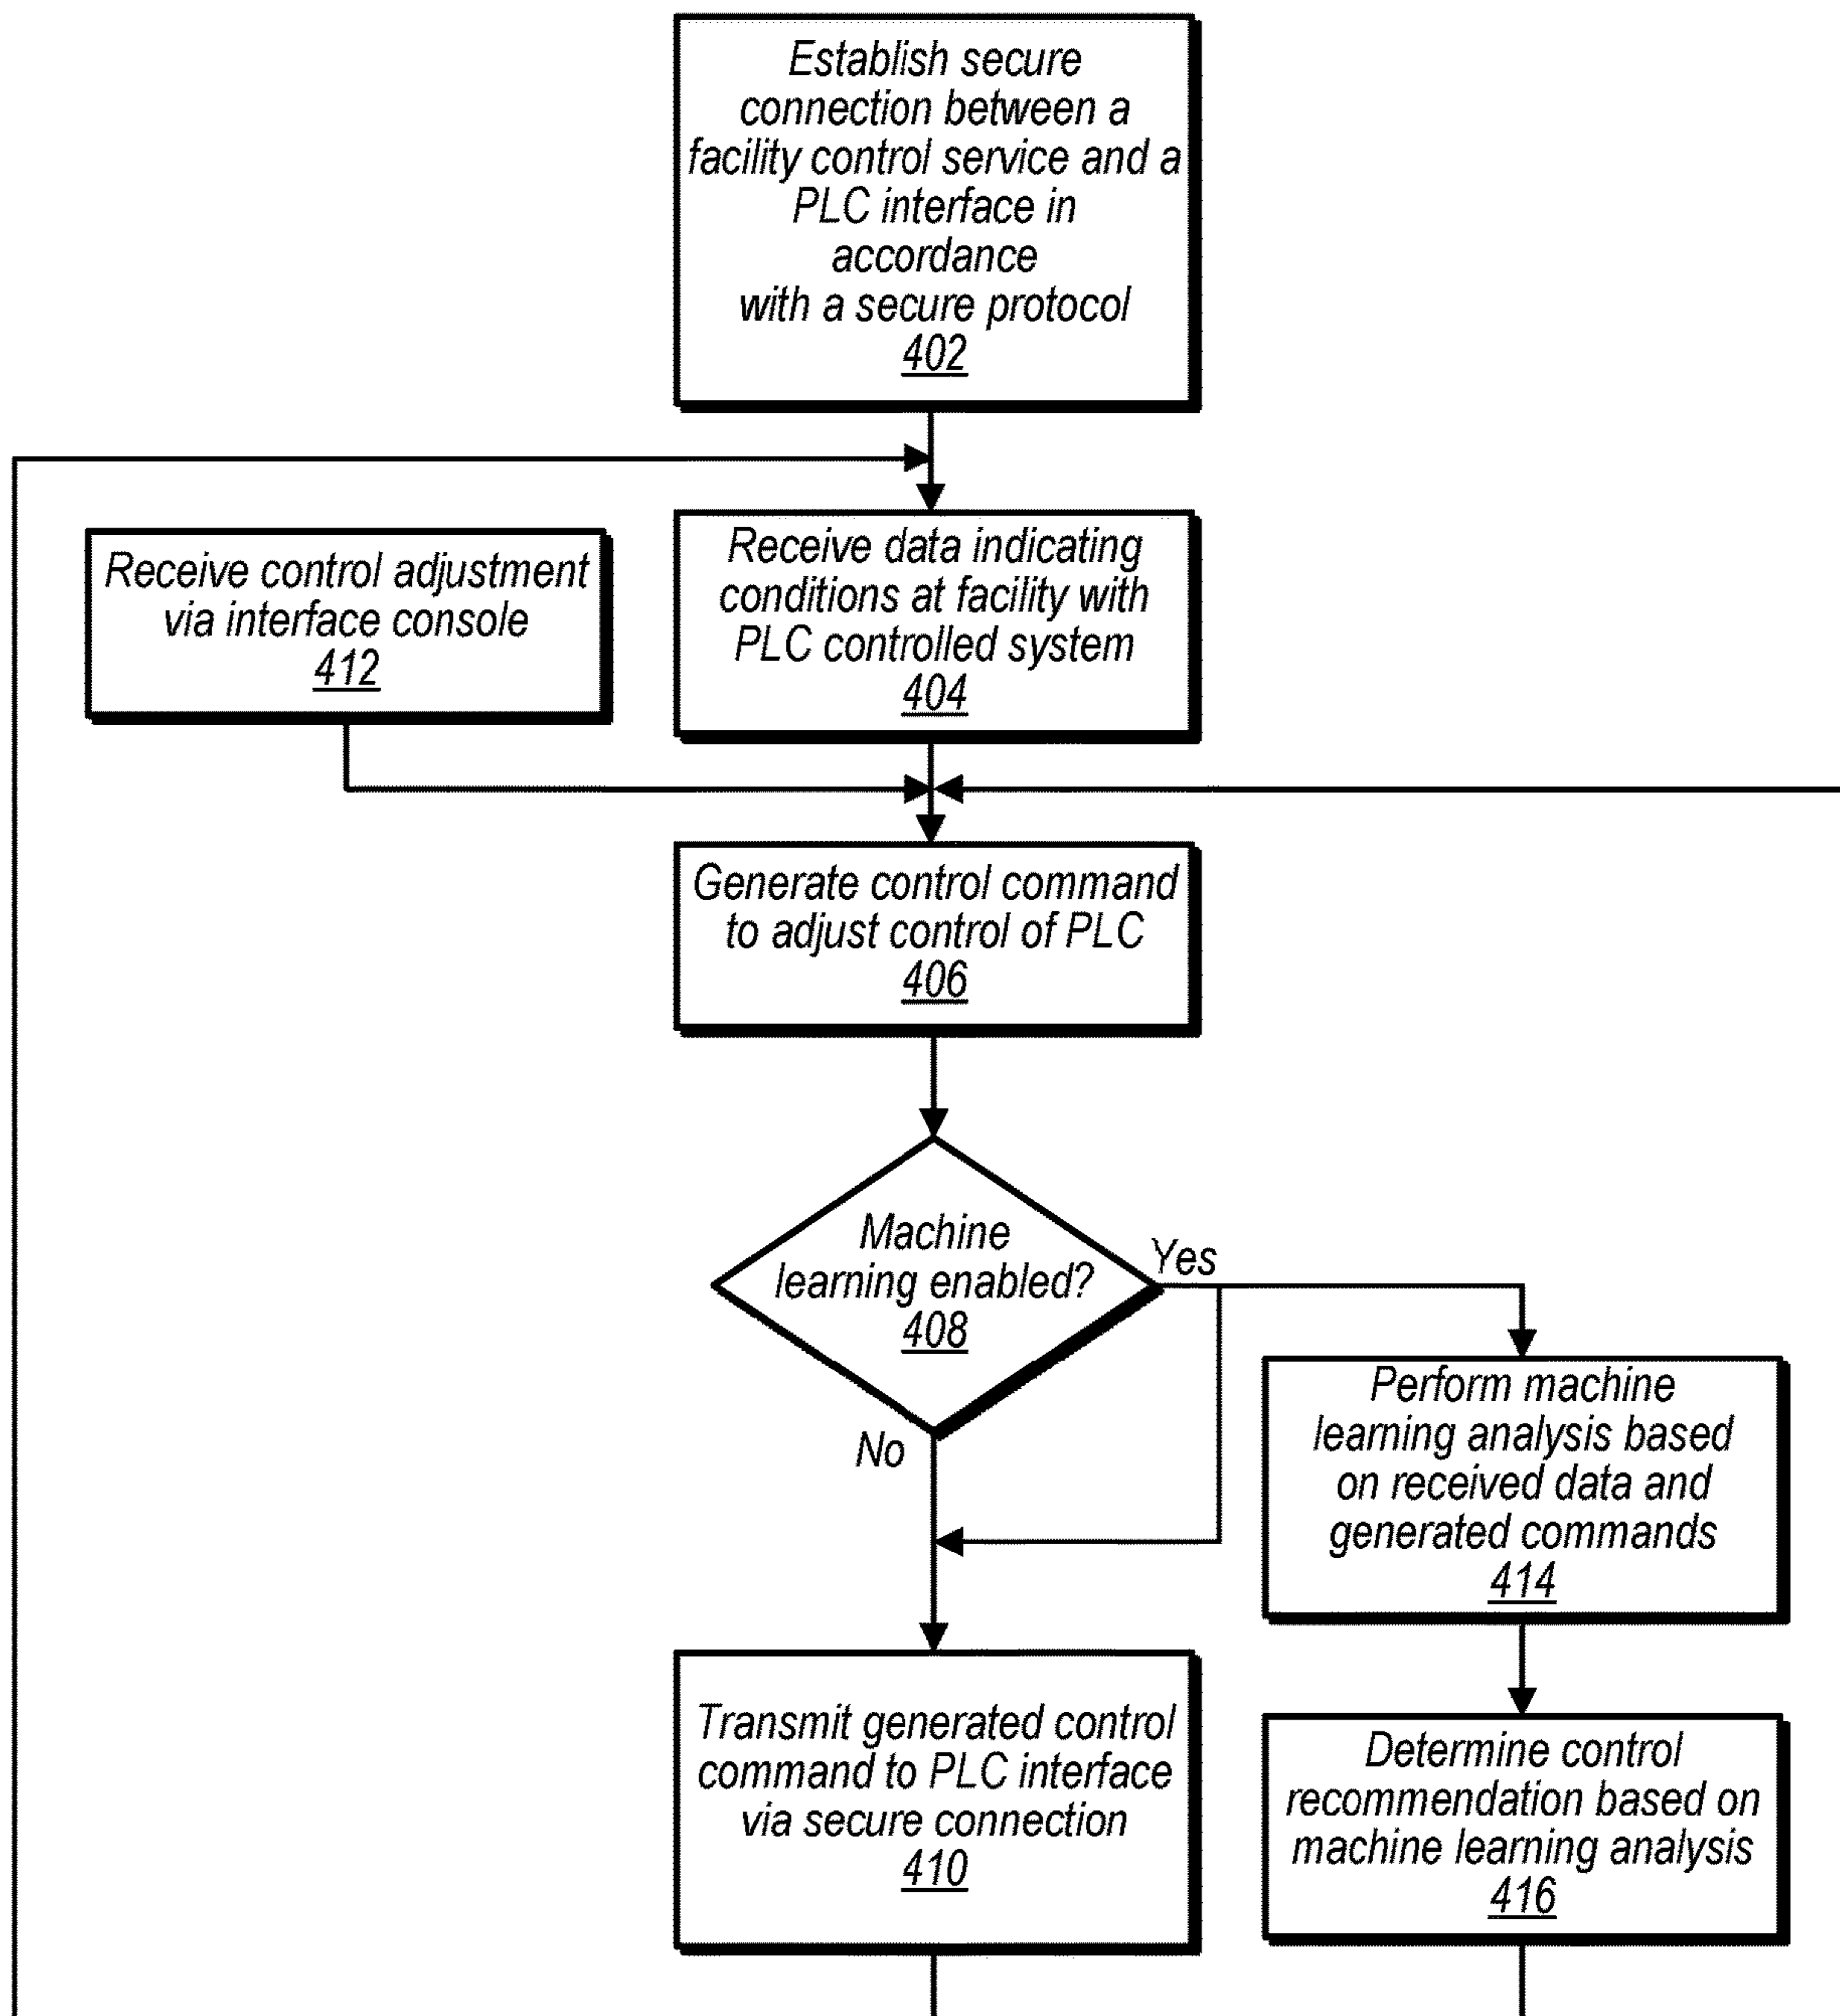 Establish secure
connection between a
facility control service and a
PLC interface in
accordance
with a secure protocol
402
Receive control adjustment
via interface console
412
Receive data indicating
conditions at facility with
PLC controlled system
404
Generate control command
to adjust control of PLC
406
Machine
learning enabled?
408
Yes
No
Perform machine
learning analysis based
on received data and
generated commands
414
Transmit generated control
command to PLC interface
via secure connection
410
Determine control
recommendation based on
machine learning analysis
416